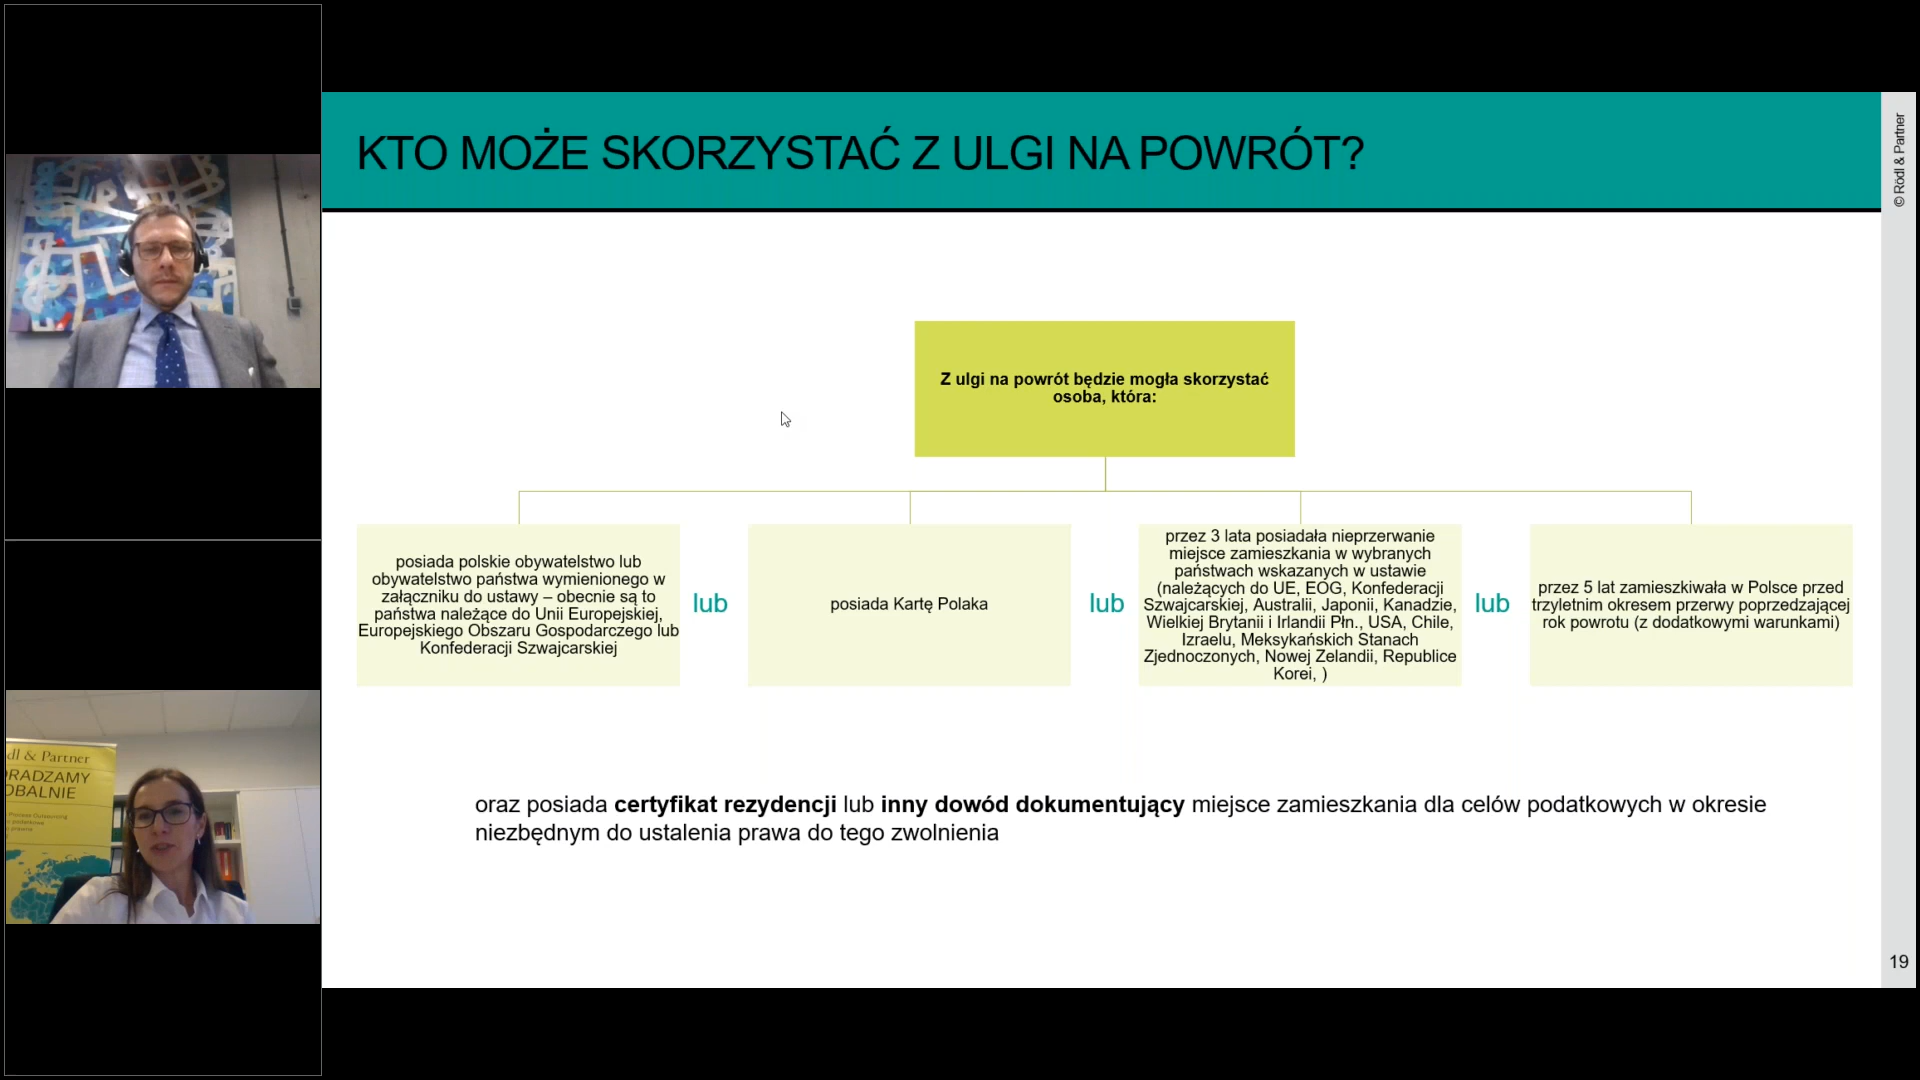 KTO MOŻE SKORZYSTAĆ Z ULGI NA POWRÓT?
© Rödl & Partner
Z ulgi na powrót będzie mogła skorzystać
osoba, która:
posiada polskie obywatelstwo lub
obywatelstwo państwa wymienionego w
załączniku do ustawy – obecnie są to
państwa należące do Unii Europejskiej,
Europejskiego Obszaru Gospodarczego lub
Konfederacji Szwajcarskiej
lub
posiada Kartę Polaka
lub
przez 3 lata posiadała nieprzerwanie
miejsce zamieszkania w wybranych
państwach wskazanych w ustawie
(należących do UE, EOG, Konfederacji
Szwajcarskiej, Australii, Japonii, Kanadzie,
Wielkiej Brytanii i Irlandii Płn., USA, Chile,
Izraelu, Meksykańskich Stanach
Zjednoczonych, Nowej Zelandii, Republice
Korei, )
lub
przez 5 lat zamieszkiwała w Polsce przed
trzyletnim okresem przerwy poprzedzającej
rok powrotu (z dodatkowymi warunkami)
oraz posiada certyfikat rezydencji lub inny dowód dokumentujący miejsce zamieszkania dla celów podatkowych w okresie
niezbędnym do ustalenia prawa do tego zwolnienia
19
dl & Partner
RADZAMY
OBALNIE